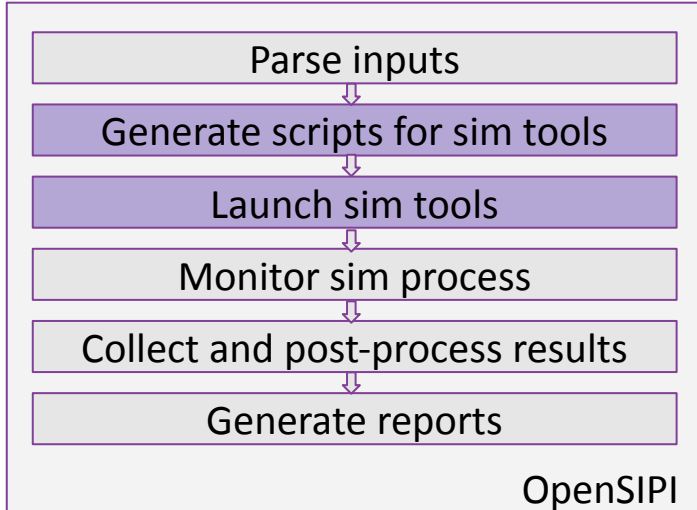 Parse inputs
Generate scripts for sim tools
Launch sim tools
Monitor sim process
Collect and post-process results
Generate reports
OpenSIPI